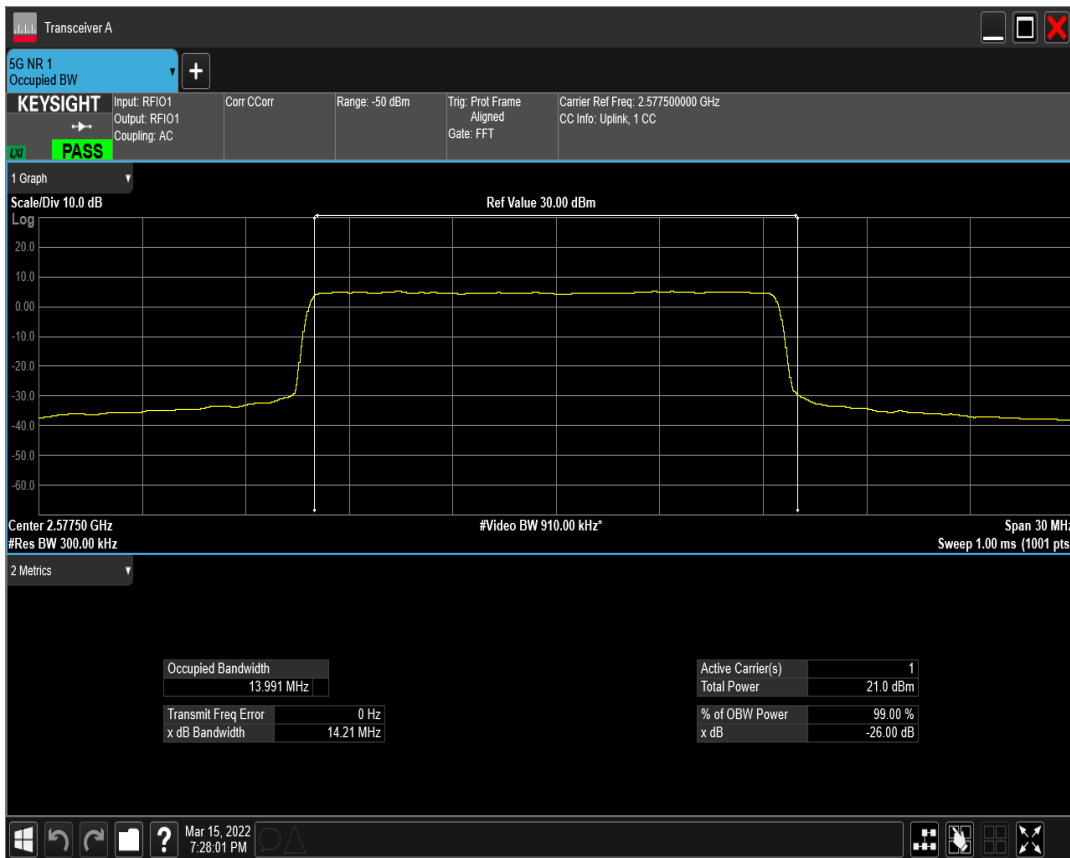 Transceiver A
5G NR 1
Occupied BW
+
KEYSIGHT
LXI
PASS
Input: RFIO1
Output: RFIO1
Coupling: AC
Corr CCorr
Range: -50 dBm
Trig: Prot Frame
Aligned
Gate: FFT
Carrier Ref Freq: 2.577500000 GHz
CC Info: Uplink, 1 CC
1 Graph
Scale/Div 10.0 dB
Ref Value 30.00 dBm
Log
20.0
10.0
0.00
-10.0
-20.0
-30.0
-40.0
-50.0
-60.0
Center 2.57750 GHz
#Video BW 910.00 kHz*
Span 30 MHz
#Res BW 300.00 kHz
Sweep 1.00 ms (1001 pts
2 Metrics
Occupied Bandwidth
13.991 MHz
Transmit Freq Error 0 Hz
x dB Bandwidth 14.21 MHz
Active Carrier(s) 1
Total Power 21.0 dBm
% of OBW Power 99.00 %
x dB -26.00 dB
?
Mar 15, 2022
7:28:01 PM